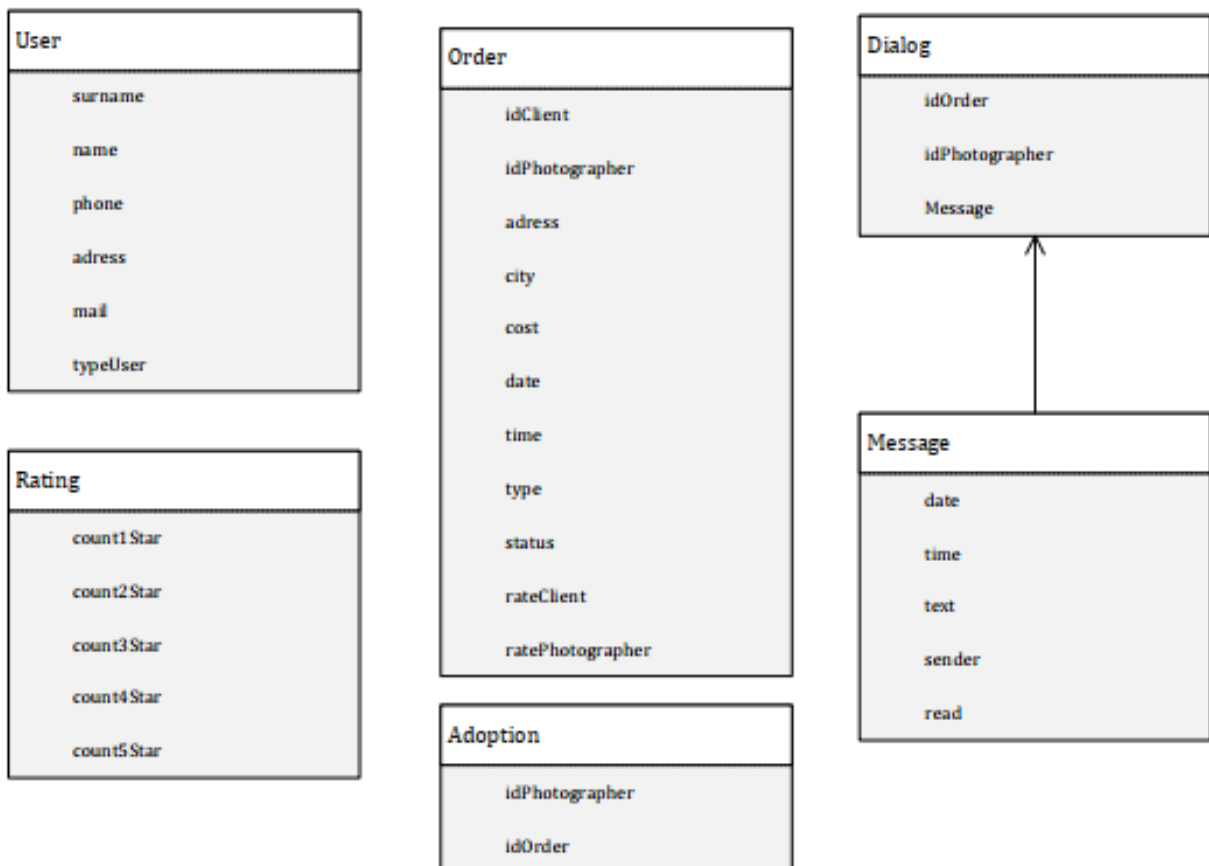 User
surname
name
phone
adress
mail
typeUser
Rating
count1Star
count2Star
count3Star
count4Star
count5Star
Order
idClient
idPhotographer
adress
city
cost
date
time
type
status
rateClient
ratePhotographer
Adoption
idPhotographer
idOrder
Dialog
idOrder
idPhotographer
Message
Message
date
time
text
sender
read